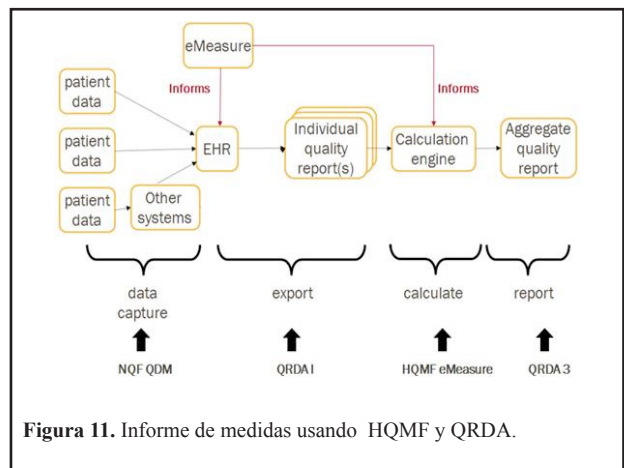 eMeasure
Informs
Informs
patient
data
patient
data
patient
data
Other
systems
EHR
Individual
quality
report(s)
Calculation
engine
Aggregate
quality
report
data
capture
export
calculate
report
NQF QDM
QRDA I
HQMF eMeasure
QRDA 3
Figura 11. Informe de medidas usando HQMF y QRDA.